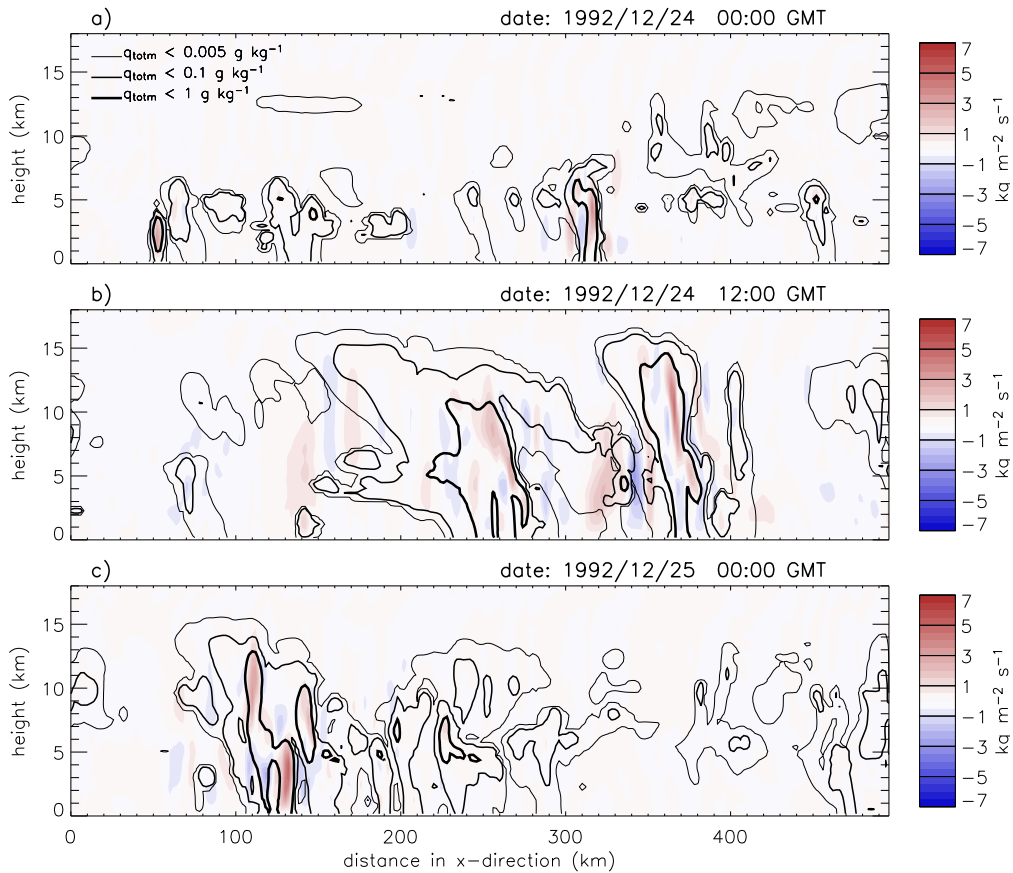 a) date: 1992/12/24 00:00 GMT
q_totm < 0.005 g kg⁻¹
q_totm < 0.1 g kg⁻¹
q_totm < 1 g kg⁻¹
15
10
5
0
height (km)
7
5
3
1
−1
−3
−5
−7
kg m⁻² s⁻¹
b) date: 1992/12/24 12:00 GMT
15
10
5
0
height (km)
7
5
3
1
−1
−3
−5
−7
kg m⁻² s⁻¹
c) date: 1992/12/25 00:00 GMT
15
10
5
0
height (km)
7
5
3
1
−1
−3
−5
−7
kg m⁻² s⁻¹
0 100 200 300 400
distance in x−direction (km)